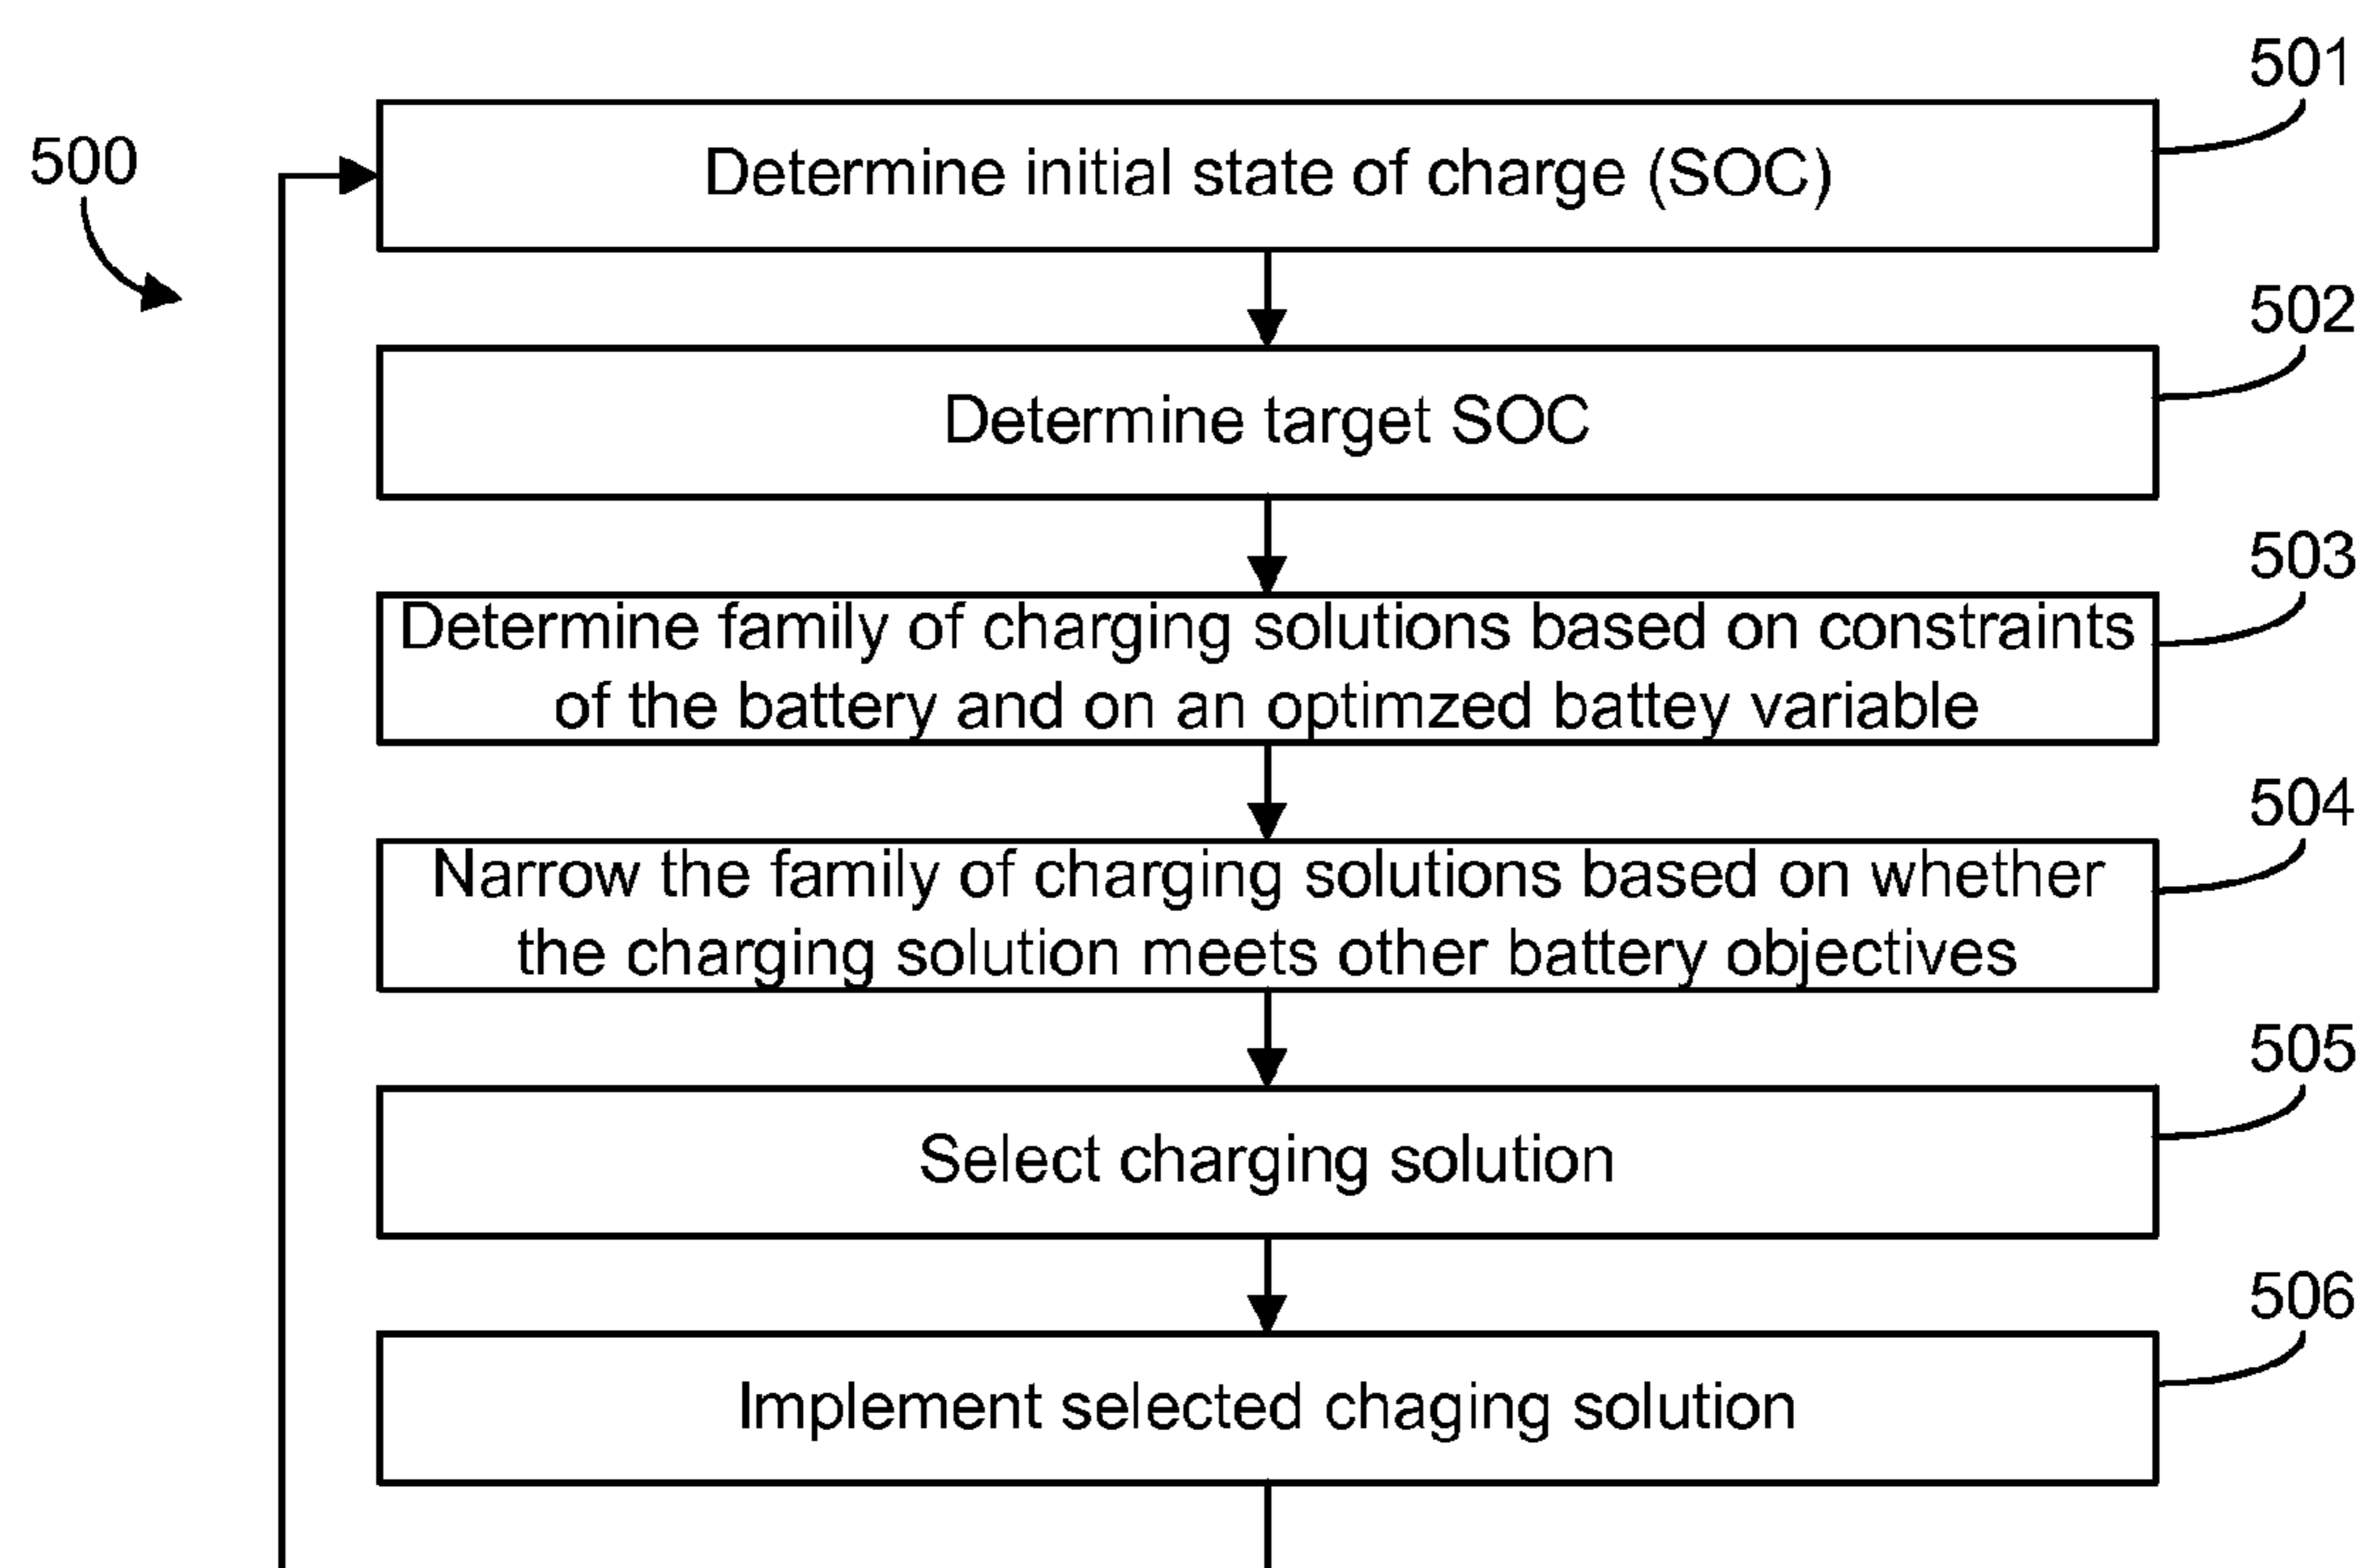 501
500
Determine initial state of charge (SOC)
502
Determine target SOC
503
Determine family of charging solutions based on constraints
of the battery and on an optimzed battey variable
504
Narrow the family of charging solutions based on whether
the charging solution meets other battery objectives
505
Select charging solution
506
Implement selected chaging solution